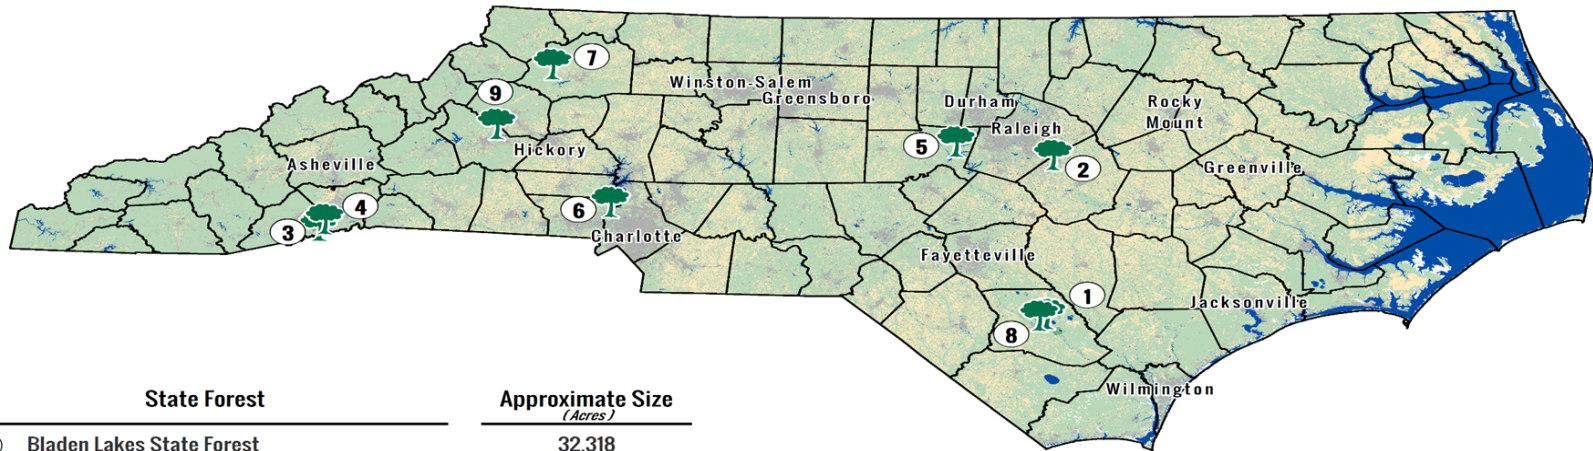 7
Winston-Salem
Greensboro
9
Durham
Rocky
Mount
Raleigh
5
Hickory
2
Asheville
Greenville
4
3
6
Charlotte
Fayetteville
1
Jacksonville
8
Wilmington
State Forest
Approximate Size
(Acres)
Bladen Lakes State Forest
32,318